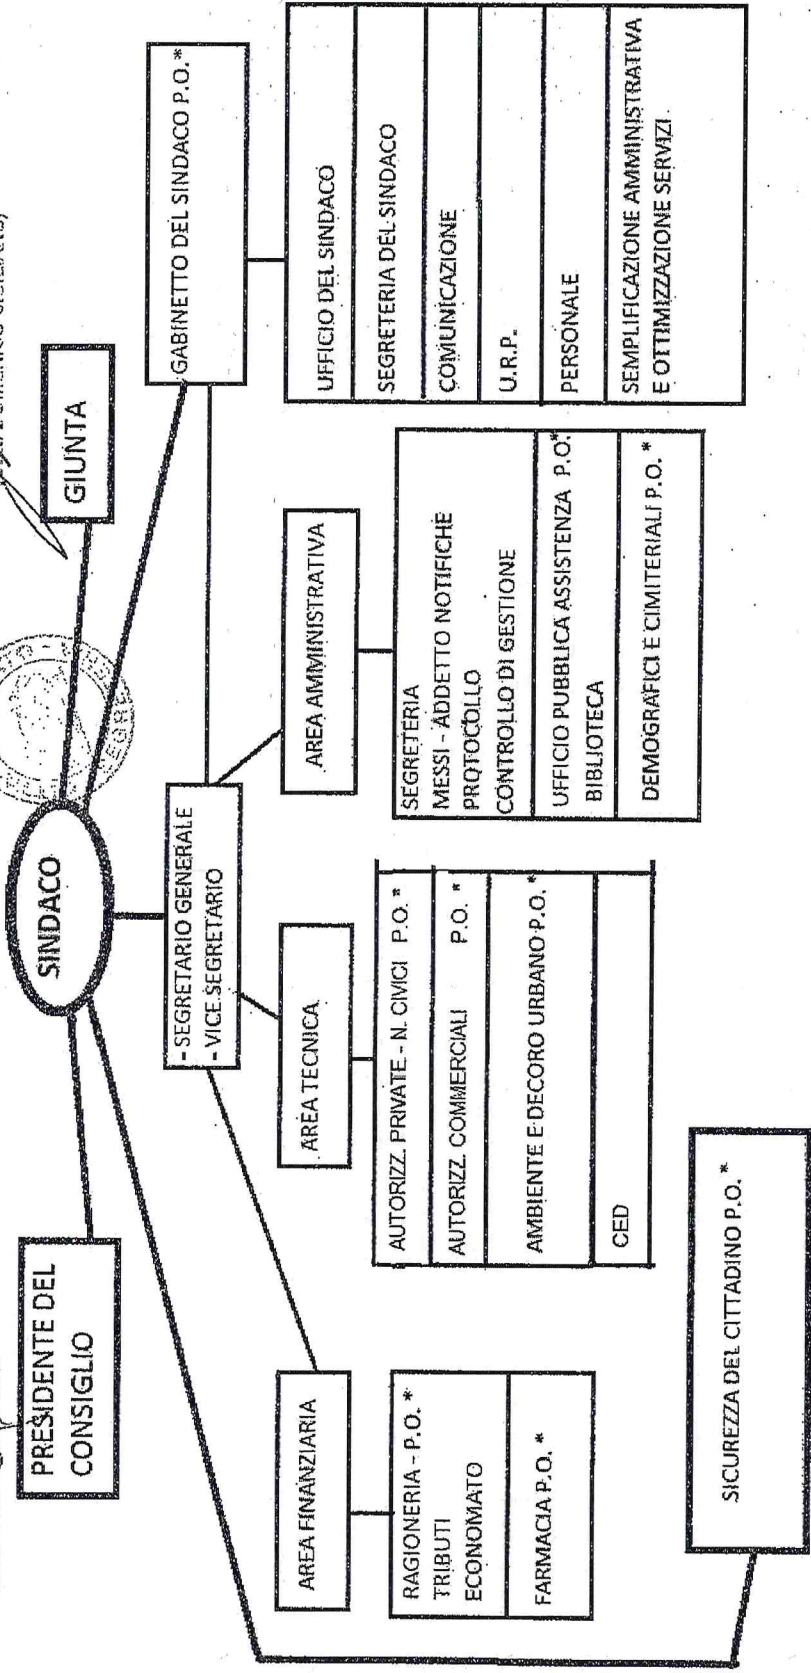 SINDACO
PRESIDENTE DEL
CONSIGLIO
GIUNTA
- SEGRETARIO GENERALE
- VICE SEGRETARIO
GABINETTO DEL SINDACO P.O.*
UFFICIO DEL SINDACO
SEGRETERIA DEL SINDACO
COMUNICAZIONE
U.R.P.
PERSONALE
SEMPLIFICAZIONE AMMINISTRATIVA
E OTTIMIZZAZIONE SERVIZI
AREA FINANZIARIA
RAGIONERIA - P.O. *
TRIBUTI
ECONOMATO
FARMACIA P.O. *
AREA TECNICA
AUTORIZZ. PRIVATE - N. CIVICI P.O. *
AUTORIZZ. COMMERCIALI P.O. *
AMBIENTE E DECORO URBANO P.O. *
CED
AREA AMMINISTRATIVA
SEGRETERIA
MESSI - ADDETTO NOTIFICHE
PROTOCOLLO
CONTROLLO DI GESTIONE
UFFICIO PUBBLICA ASSISTENZA P.O.*
BIBLIOTECA
DEMOGRAFICI E CIMITERIALI P.O. *
SICUREZZA DEL CITTADINO P.O. *